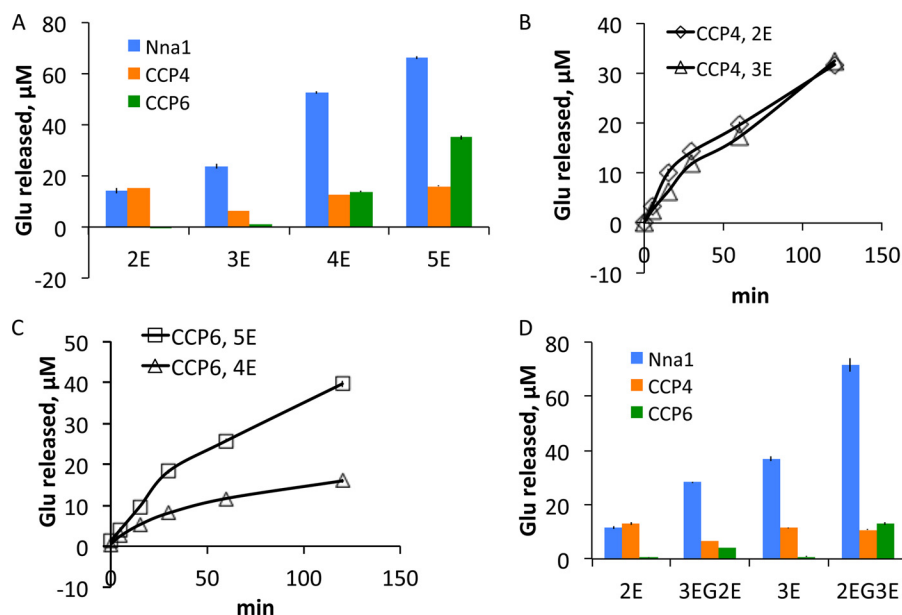 A
Glu released, µM
80
60
40
20
0
-20
Nna1
CCP4
CCP6
2E 3E 4E 5E
B
Glu released, µM
40
30
20
10
0
-10
CCP4, 2E
CCP4, 3E
0 50 100 150
min
C
Glu released, µM
50
40
30
20
10
0
-10
CCP6, 5E
CCP6, 4E
0 50 100 150
min
D
Glu released, µM
80
60
40
20
0
Nna1
CCP4
CCP6
2E 3EG2E 3E 2EG3E